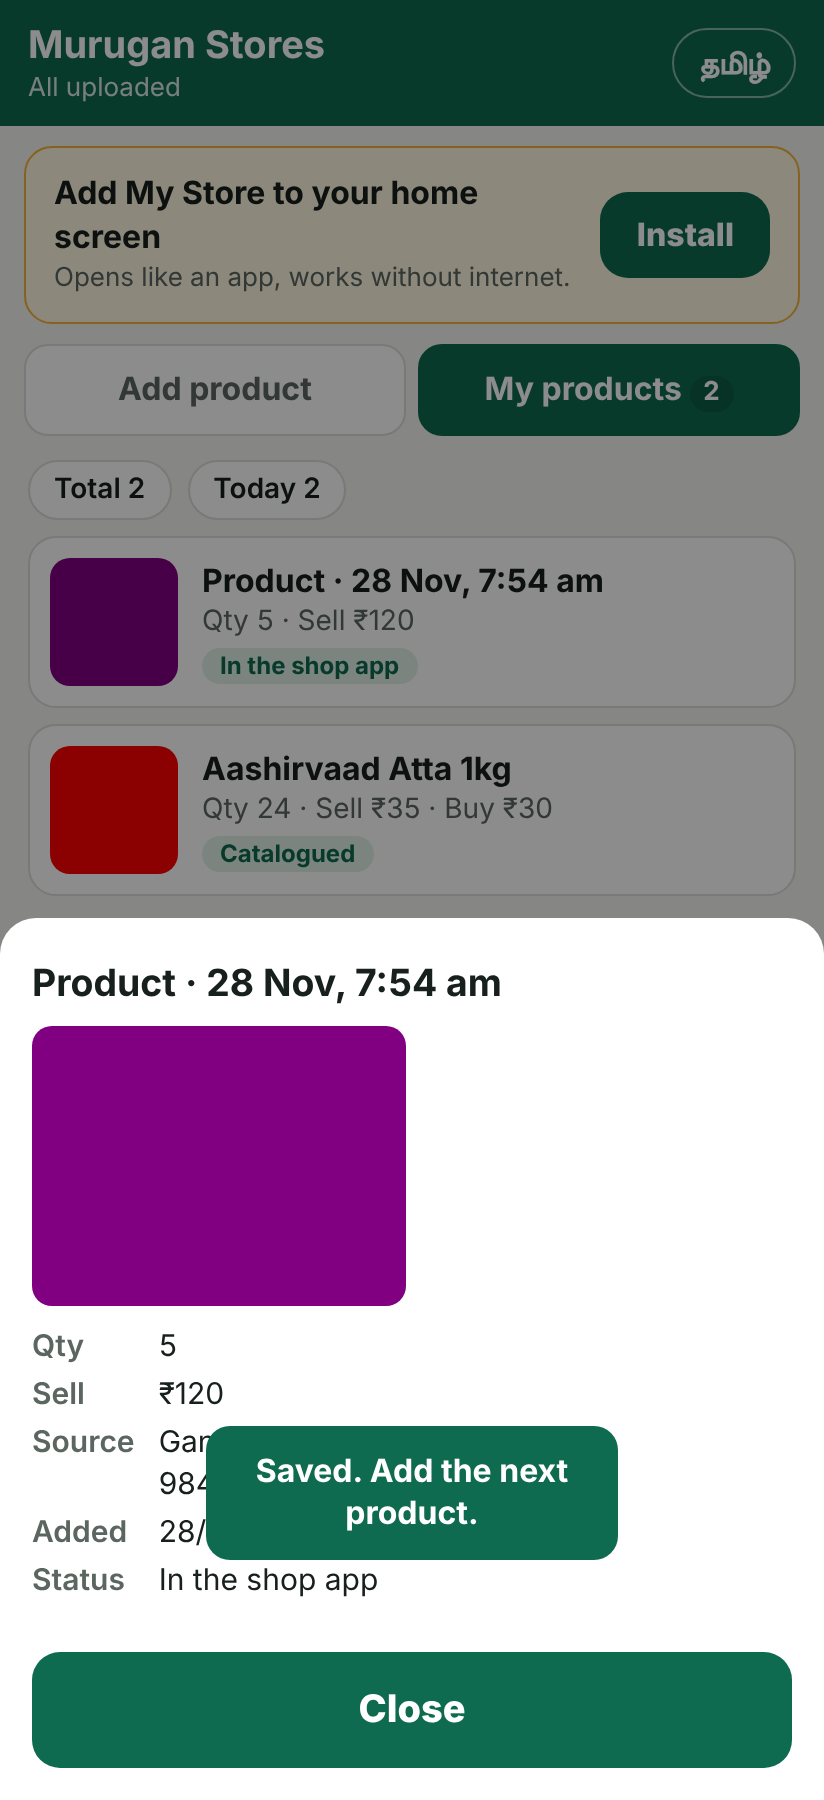 Murugan Stores
All uploaded
தமிழ்
Add My Store to your home
screen
Opens like an app, works without internet.
Install
Add product
My products 2
Total 2
Today 2
Product · 28 Nov, 7:54 am
Qty 5 · Sell ₹120
In the shop app
Aashirvaad Atta 1kg
Qty 24 · Sell ₹35 · Buy ₹30
Catalogued
Product · 28 Nov, 7:54 am
Qty 5
Sell ₹120
Source
Saved. Add the next
product.
Added
Status In the shop app
Close